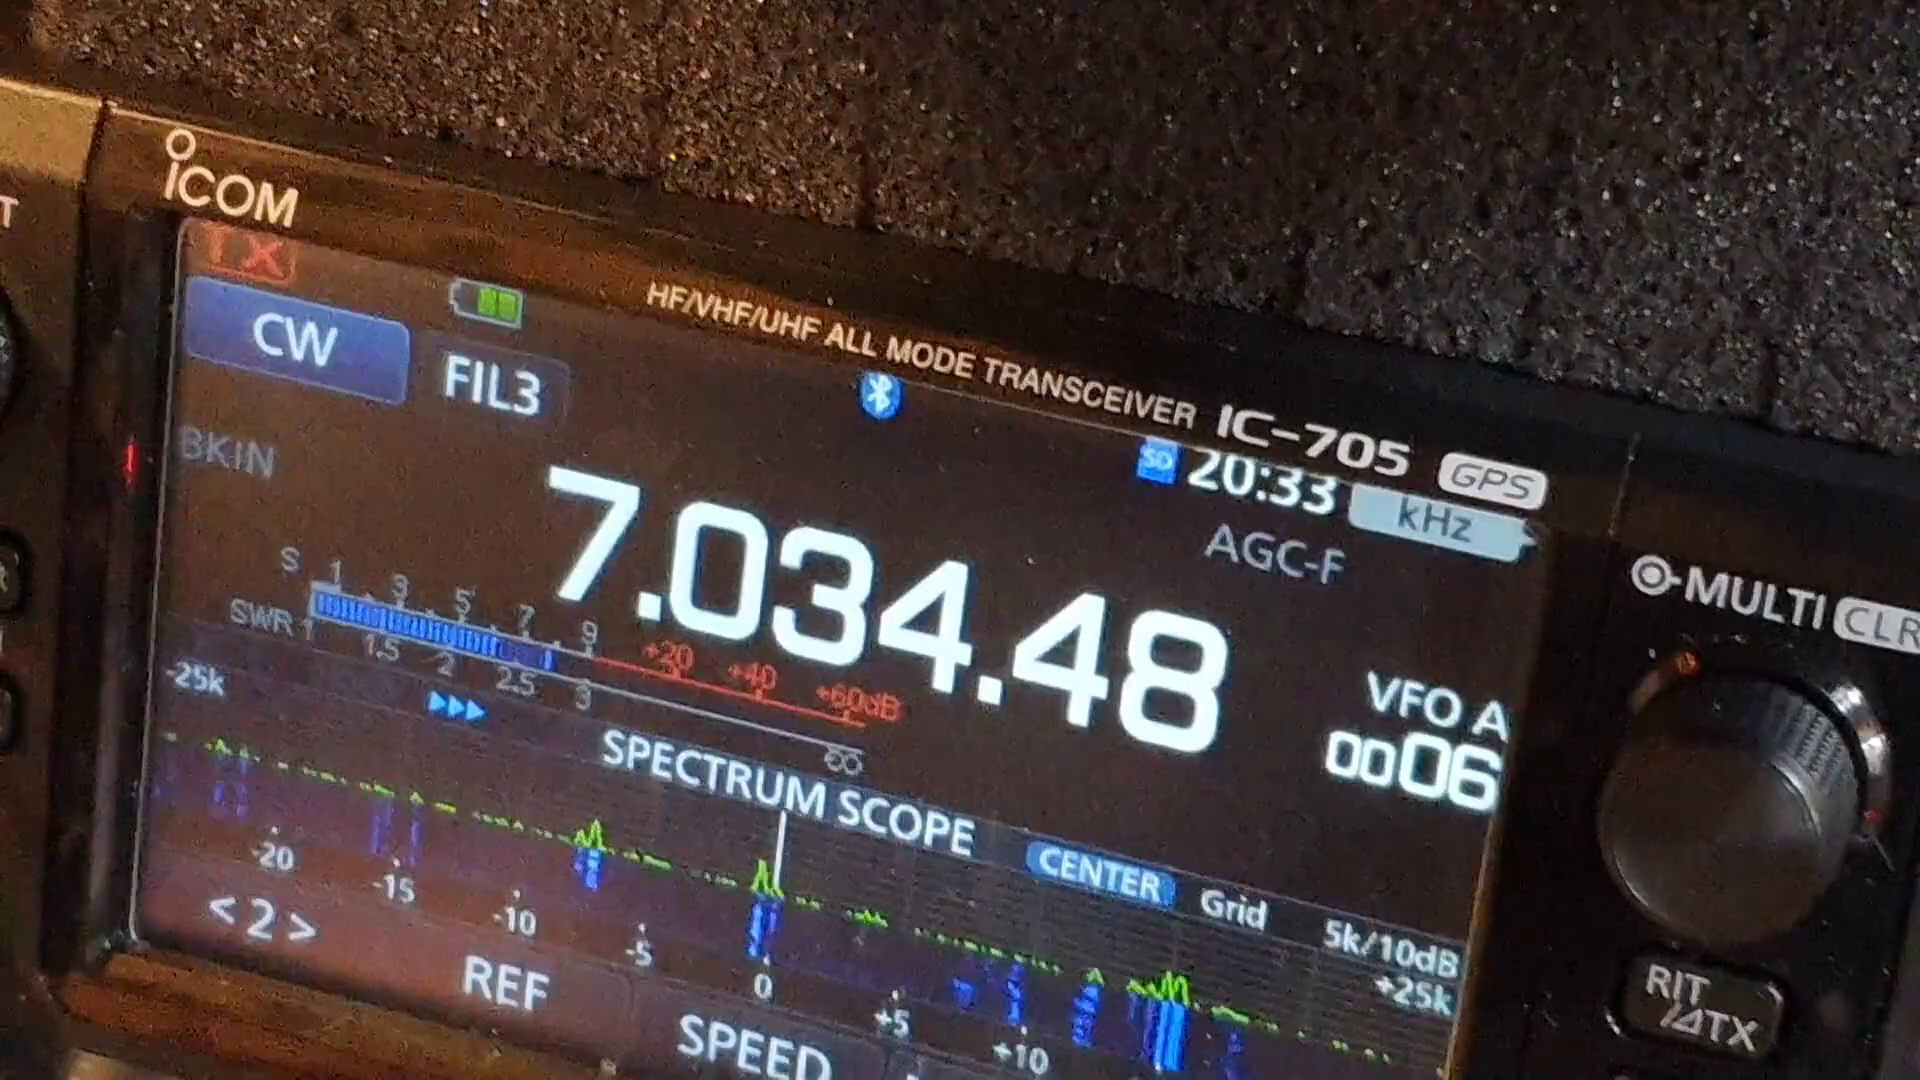 ICOM
HF/VHF/UHF ALL MODE TRANSCEIVER IC-705 GPS
TX
CW FIL3
SD 20:33
BKIN
kHz
AGC-F
7.034.48
S 1 3 5 7 9 +20 +40 +60dB
SWR 1 1.5 2 2.5 3 ∞
VFO A
0006
-25k
SPECTRUM SCOPE
CENTER Grid 5k/10dB
+25k
-20 -15 -10 -5 0 +5 +10
< 2 > REF SPEED
MULTI CLR
RIT
⊿TX